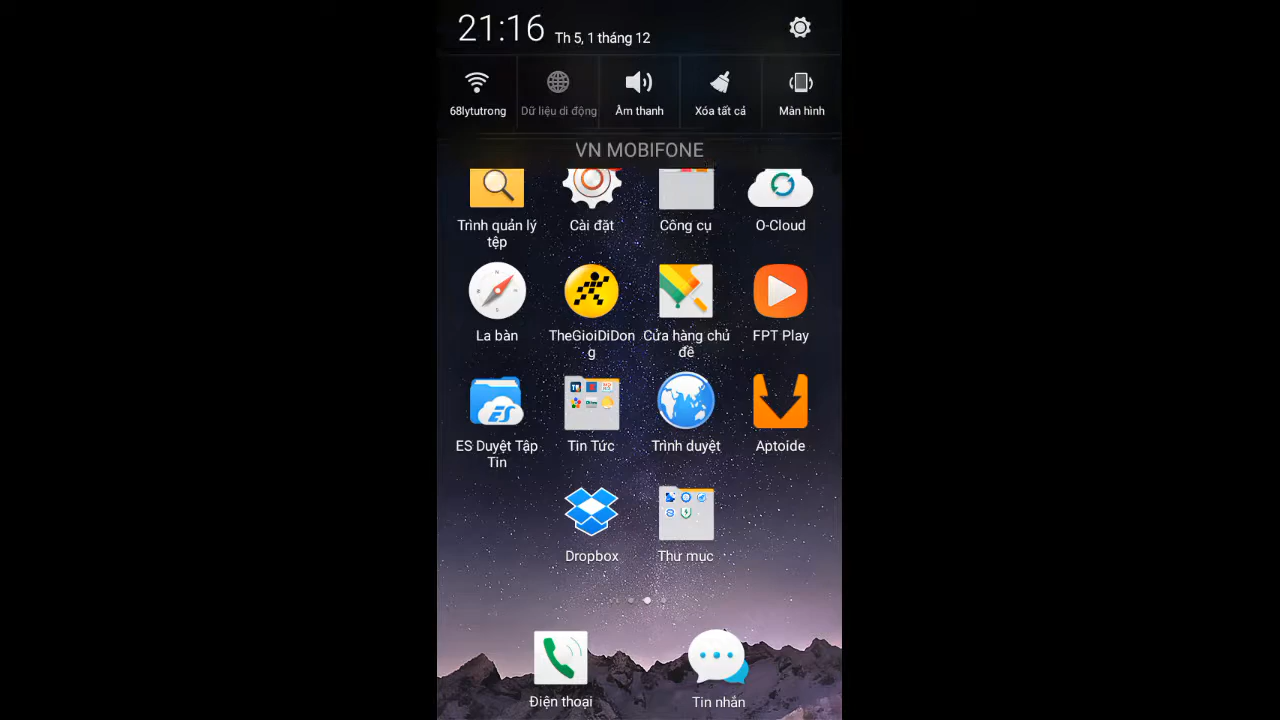 21:16 Th 5, 1 tháng 12
68lytutrong Dữ liệu di động Âm thanh Xóa tất cả Màn hình
VN MOBIFONE
Trình quản lý tệp
Cài đặt
Công cụ
O-Cloud
La bàn
TheGioiDiDon
g
Cửa hàng chủ
đề
FPT Play
ES
ES Duyệt Tập
Tin
Tin Tức
Trình duyệt
Aptoide
Dropbox
Thư mục
Điện thoại
Tin nhắn